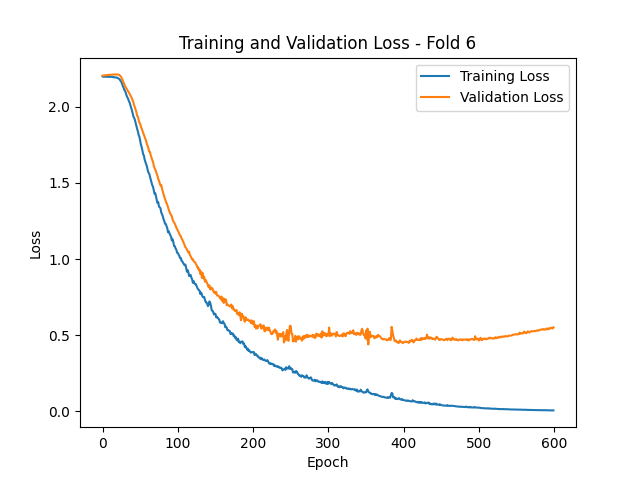 Training and Validation Loss - Fold 6
Training Loss
Validation Loss
2.0
1.5
1.0
0.5
0.0
Loss
0 100 200 300 400 500 600
Epoch